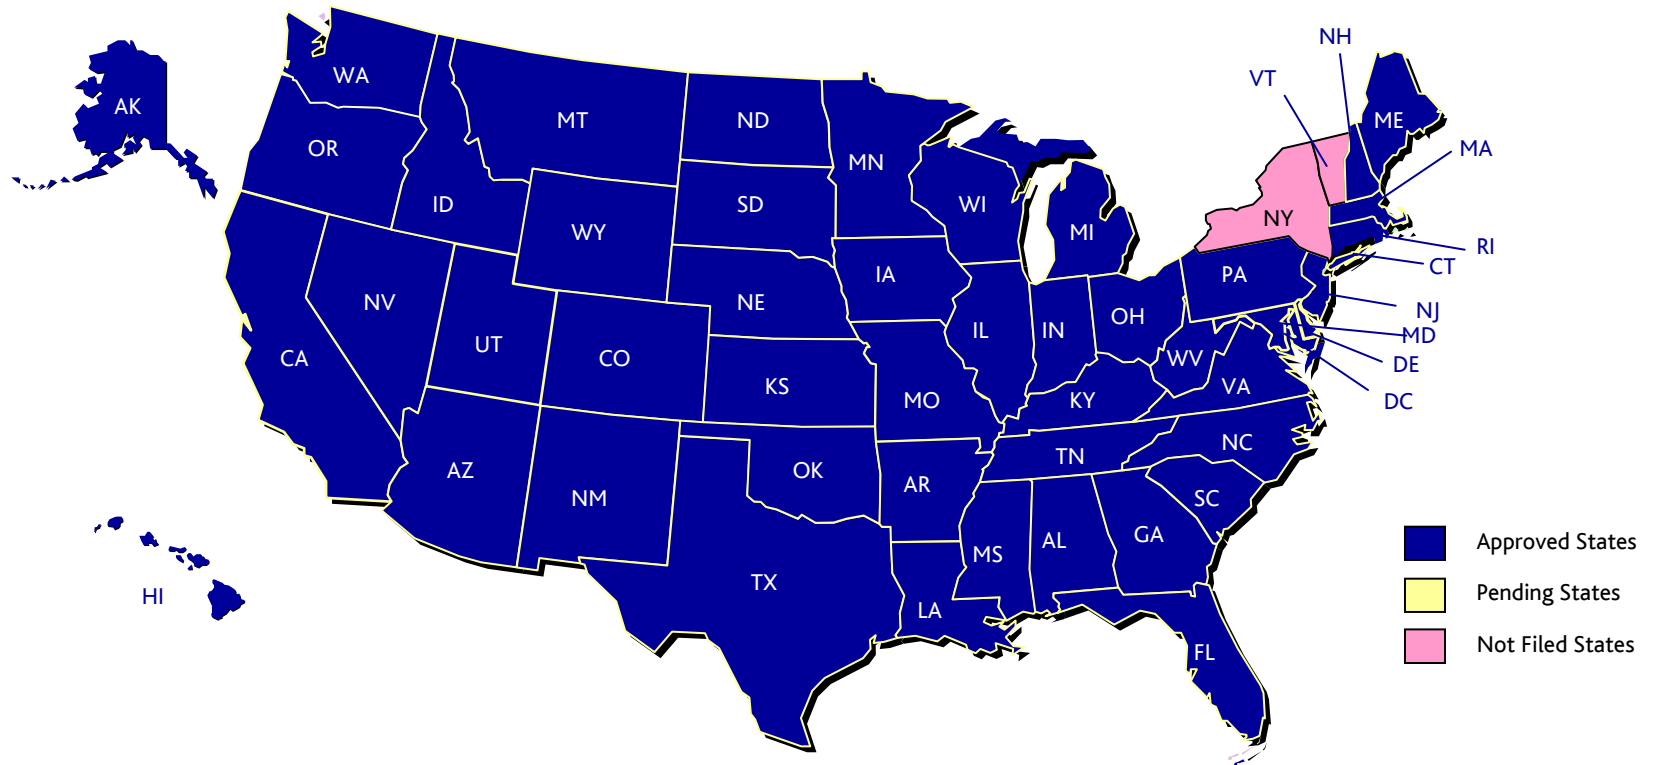 NH
VT
WA
AK
MT
ND
ME
OR
MN
MA
ID
SD
WI
WY
NY
MI
RI
CT
IA
PA
NV
NE
NJ
OH
IL
IN
MD
UT
CO
CA
WV
DE
KS
VA
MO
KY
DC
NC
TN
AZ
OK
AR
NM
SC
GA
AL
MS
Approved States
TX
HI
Pending States
LA
FL
Not Filed States